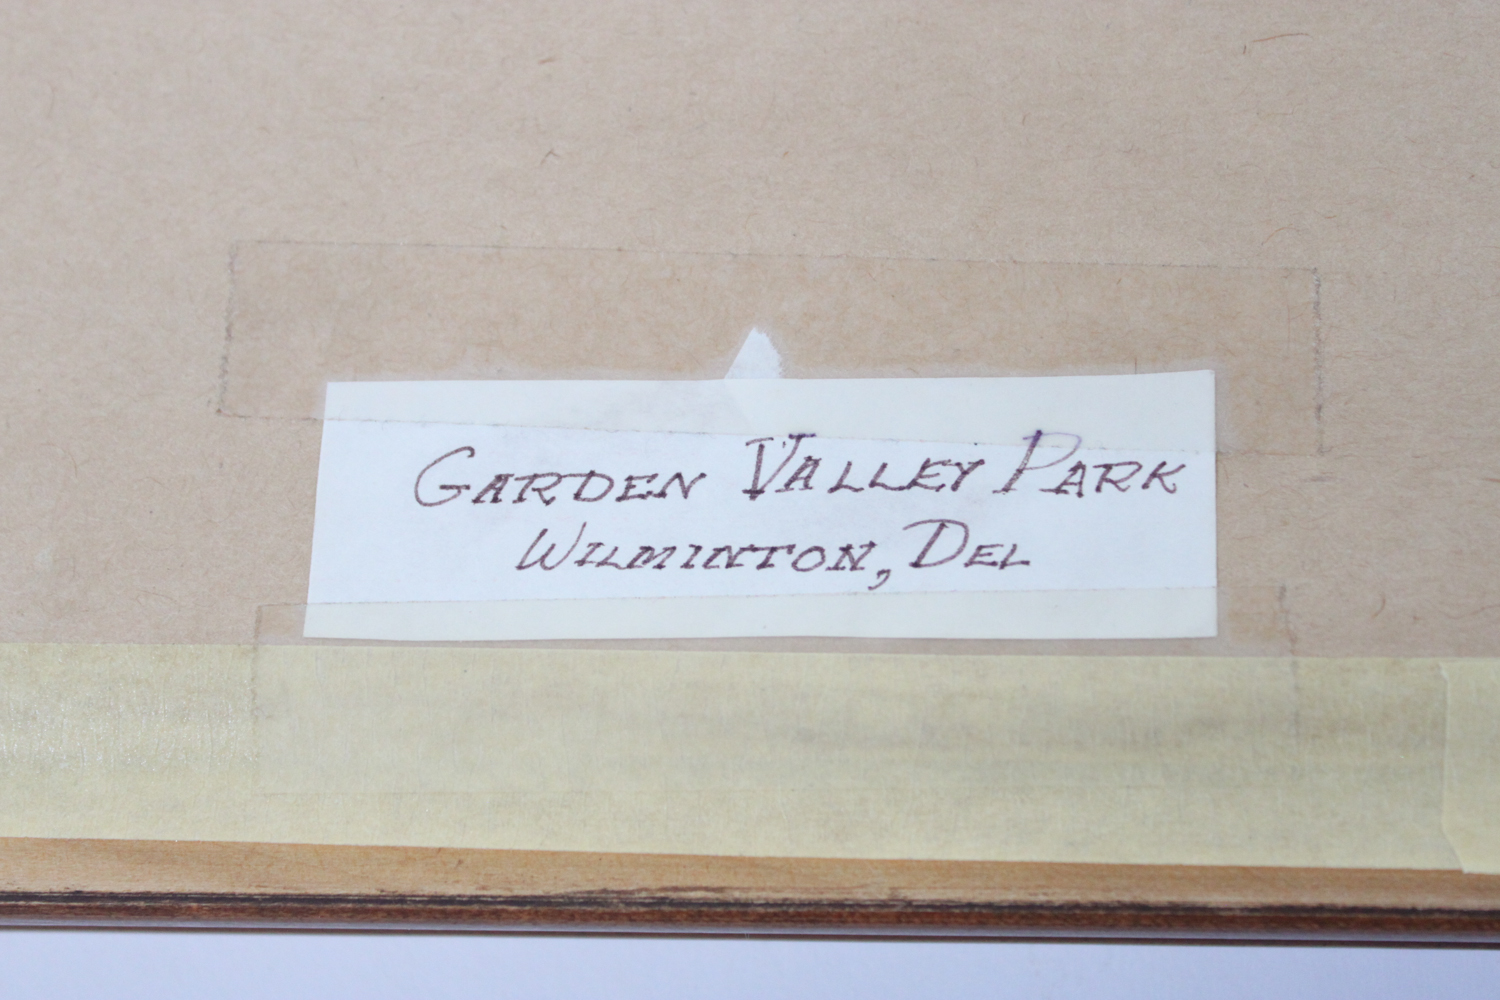 GARDEN VALLEY PARK
WILMINTON, DEL